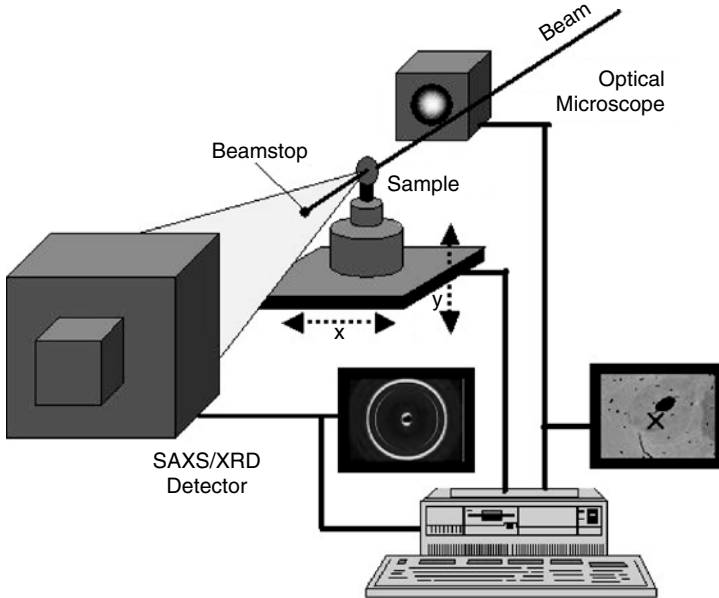 Beam
Optical
Microscope
Beamstop
Sample
y
x
SAXS/XRD
Detector